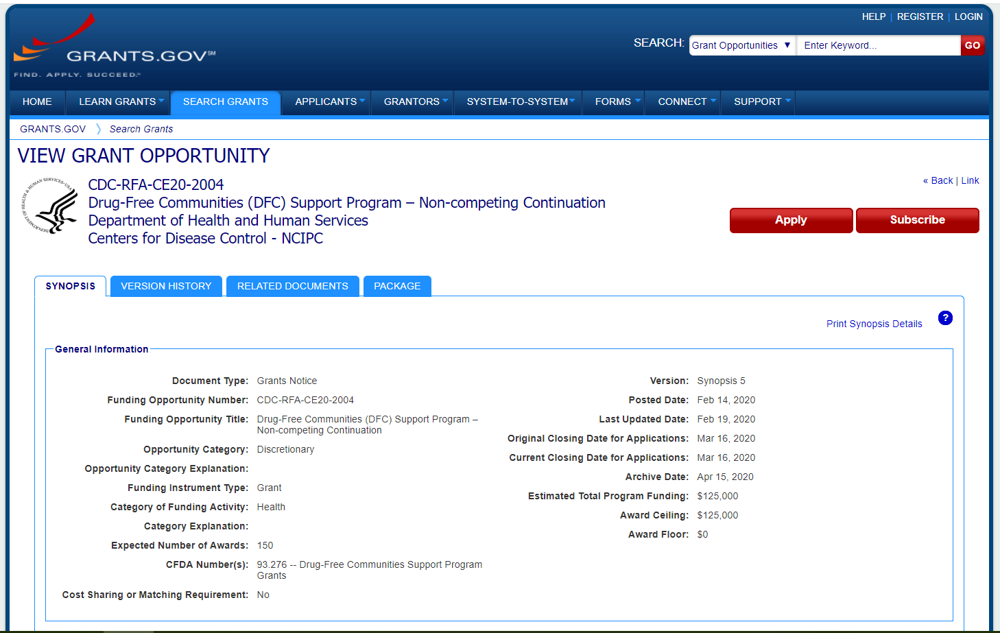 HELP | REGISTER | LOGIN
SEARCH: Grant Opportunities ▼ Enter Keyword... GO
GRANTS.GOV℠
FIND. APPLY. SUCCEED.℠
HOME LEARN GRANTS SEARCH GRANTS APPLICANTS GRANTORS SYSTEM-TO-SYSTEM FORMS CONNECT SUPPORT
GRANTS.GOV 〉 Search Grants
VIEW GRANT OPPORTUNITY
DEPARTMENT OF HEALTH & HUMAN SERVICES · USA
CDC-RFA-CE20-2004
Drug-Free Communities (DFC) Support Program – Non-competing Continuation
Department of Health and Human Services
Centers for Disease Control - NCIPC
« Back | Link
Apply Subscribe
SYNOPSIS VERSION HISTORY RELATED DOCUMENTS PACKAGE
Print Synopsis Details ?
General Information
Document Type: Grants Notice
Funding Opportunity Number: CDC-RFA-CE20-2004
Funding Opportunity Title: Drug-Free Communities (DFC) Support Program –
Non-competing Continuation
Opportunity Category: Discretionary
Opportunity Category Explanation:
Funding Instrument Type: Grant
Category of Funding Activity: Health
Category Explanation:
Expected Number of Awards: 150
CFDA Number(s): 93.276 -- Drug-Free Communities Support Program
Grants
Cost Sharing or Matching Requirement: No
Version: Synopsis 5
Posted Date: Feb 14, 2020
Last Updated Date: Feb 19, 2020
Original Closing Date for Applications: Mar 16, 2020
Current Closing Date for Applications: Mar 16, 2020
Archive Date: Apr 15, 2020
Estimated Total Program Funding: $125,000
Award Ceiling: $125,000
Award Floor: $0